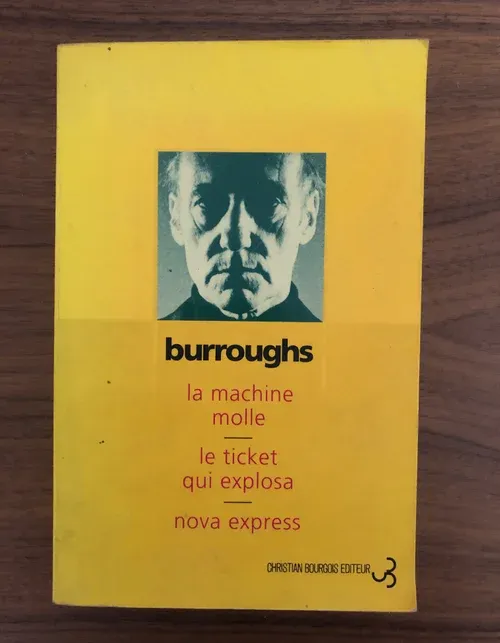 burroughs
la machine
molle
le ticket
qui explosa
nova express
CHRISTIAN BOURGOIS EDITEUR